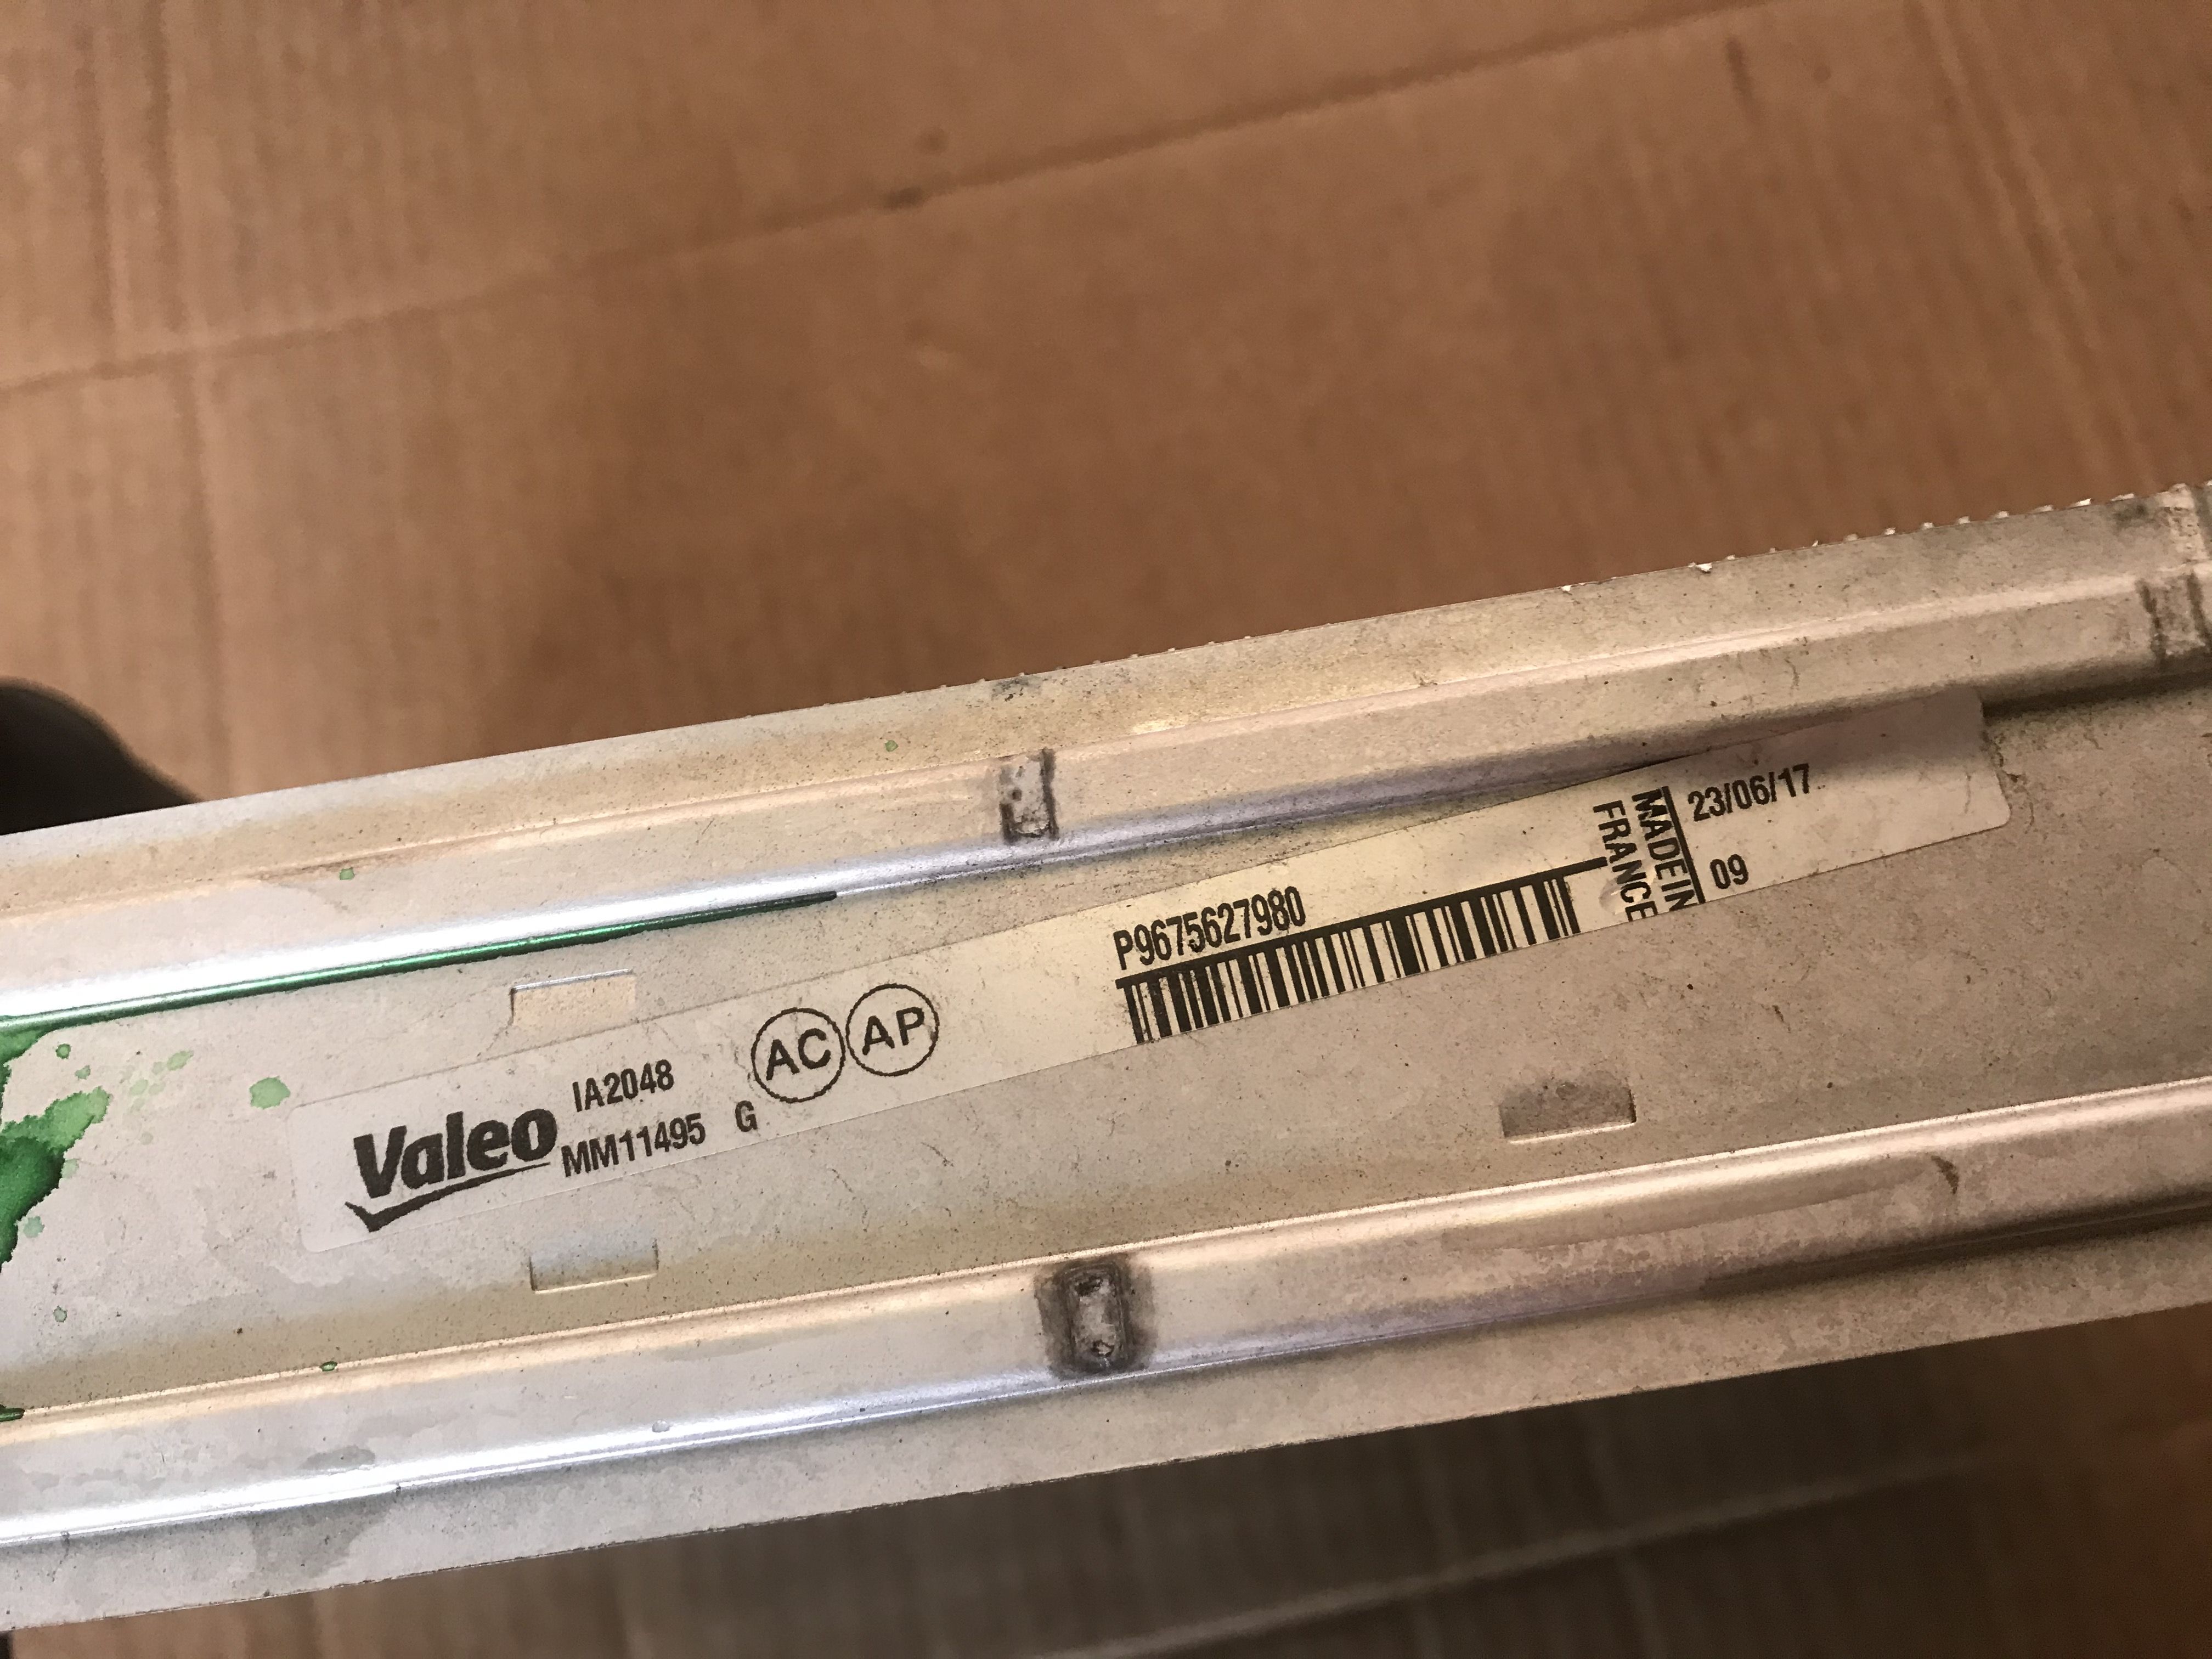 Valeo
IA2048
MM11495 G
AC AP
P9675627980
MADE IN
FRANCE
23/06/17
09